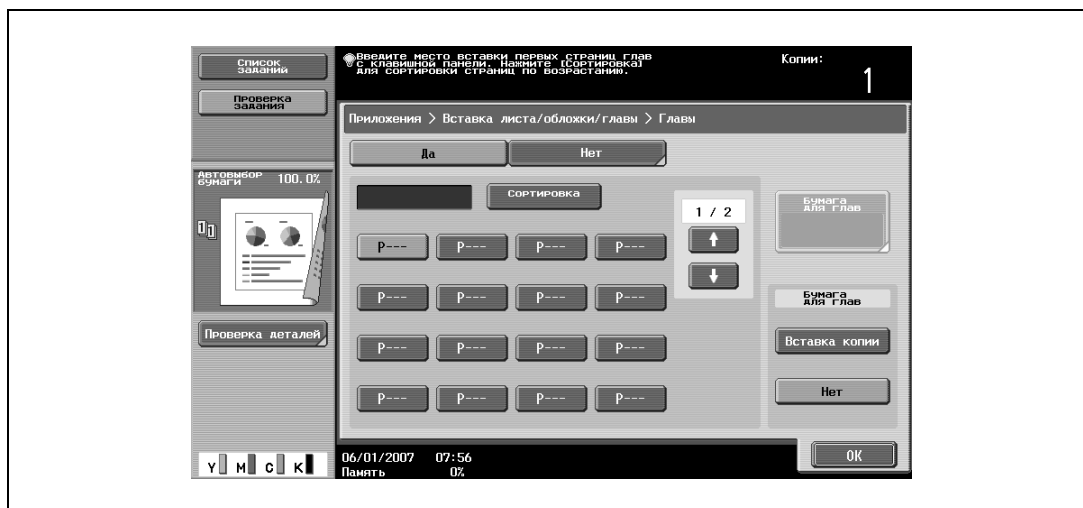 Список
заданий
Проверка
задания
Автовыбор
бумаги 100.0%
Проверка деталей
Y M C K
Введите место вставки первых страниц глав
с клавишной панели. Нажмите [Сортировка]
для сортировки страниц по возрастанию.
Копии:
1
Приложения > Вставка листа/обложки/главы > Главы
Да Нет
Сортировка
1 / 2
P--- P--- P--- P---
P--- P--- P--- P---
P--- P--- P--- P---
P--- P--- P--- P---
Бумага
для глав
Бумага
для глав
Вставка копии
Нет
06/01/2007 07:56
Память 0%
OK